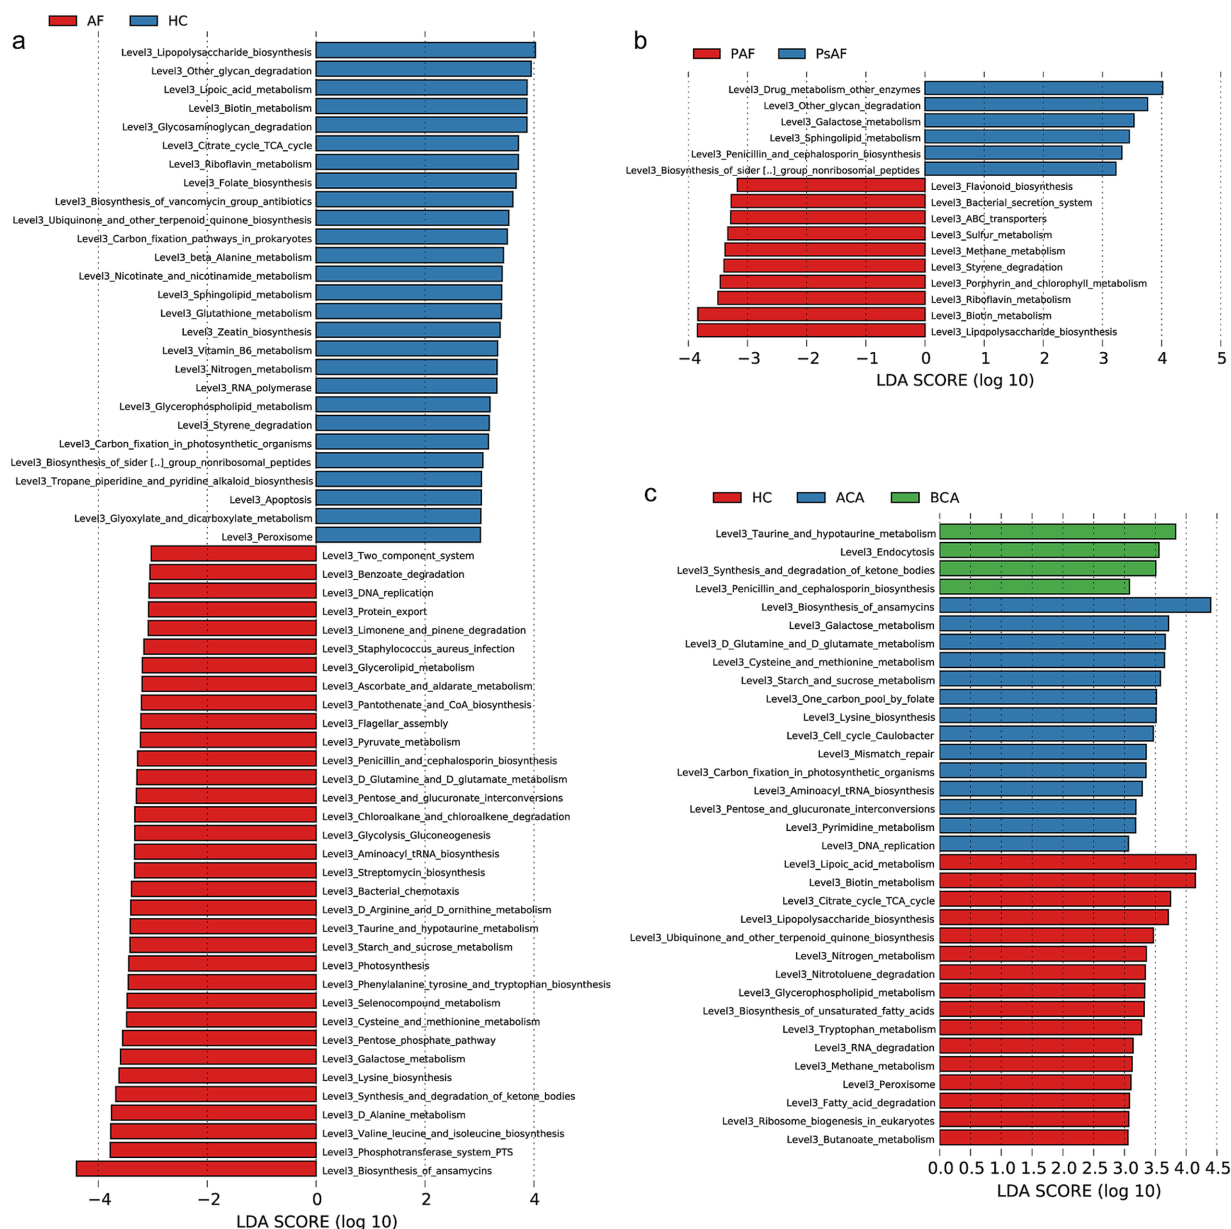 a
AF HC
Level3_Lipopolysaccharide_biosynthesis
Level3_Other_glycan_degradation
Level3_Lipoic_acid_metabolism
Level3_Biotin_metabolism
Level3_Glycosaminoglycan_degradation
Level3_Citrate_cycle_TCA_cycle
Level3_Riboflavin_metabolism
Level3_Folate_biosynthesis
Level3_Biosynthesis_of_vancomycin_group_antibiotics
Level3_Ubiquinone_and_other_terpenoid_quinone_biosynthesis
Level3_Carbon_fixation_pathways_in_prokaryotes
Level3_beta_Alanine_metabolism
Level3_Nicotinate_and_nicotinamide_metabolism
Level3_Sphingolipid_metabolism
Level3_Glutathione_metabolism
Level3_Zeatin_biosynthesis
Level3_Vitamin_B6_metabolism
Level3_Nitrogen_metabolism
Level3_RNA_polymerase
Level3_Glycerophospholipid_metabolism
Level3_Styrene_degradation
Level3_Carbon_fixation_in_photosynthetic_organisms
Level3_Biosynthesis_of_sider [..]_group_nonribosomal_peptides
Level3_Tropane_piperidine_and_pyridine_alkaloid_biosynthesis
Level3_Apoptosis
Level3_Glyoxylate_and_dicarboxylate_metabolism
Level3_Peroxisome
Level3_Two_component_system
Level3_Benzoate_degradation
Level3_DNA_replication
Level3_Protein_export
Level3_Limonene_and_pinene_degradation
Level3_Staphylococcus_aureus_infection
Level3_Glycerolipid_metabolism
Level3_Ascorbate_and_aldarate_metabolism
Level3_Pantothenate_and_CoA_biosynthesis
Level3_Flagellar_assembly
Level3_Pyruvate_metabolism
Level3_Penicillin_and_cephalosporin_biosynthesis
Level3_D_Glutamine_and_D_glutamate_metabolism
Level3_Pentose_and_glucuronate_interconversions
Level3_Chloroalkane_and_chloroalkene_degradation
Level3_Glycolysis_Gluconeogenesis
Level3_Aminoacyl_tRNA_biosynthesis
Level3_Streptomycin_biosynthesis
Level3_Bacterial_chemotaxis
Level3_D_Arginine_and_D_ornithine_metabolism
Level3_Taurine_and_hypotaurine_metabolism
Level3_Starch_and_sucrose_metabolism
Level3_Photosynthesis
Level3_Phenylalanine_tyrosine_and_tryptophan_biosynthesis
Level3_Selenocompound_metabolism
Level3_Cysteine_and_methionine_metabolism
Level3_Pentose_phosphate_pathway
Level3_Galactose_metabolism
Level3_Lysine_biosynthesis
Level3_Synthesis_and_degradation_of_ketone_bodies
Level3_D_Alanine_metabolism
Level3_Valine_leucine_and_isoleucine_biosynthesis
Level3_Phosphotransferase_system_PTS
Level3_Biosynthesis_of_ansamycins
−4 −2 0 2 4
LDA SCORE (log 10)
b
PAF PsAF
Level3_Drug_metabolism_other_enzymes
Level3_Other_glycan_degradation
Level3_Galactose_metabolism
Level3_Sphingolipid_metabolism
Level3_Penicillin_and_cephalosporin_biosynthesis
Level3_Biosynthesis_of_sider [..]_group_nonribosomal_peptides
Level3_Flavonoid_biosynthesis
Level3_Bacterial_secretion_system
Level3_ABC_transporters
Level3_Sulfur_metabolism
Level3_Methane_metabolism
Level3_Styrene_degradation
Level3_Porphyrin_and_chlorophyll_metabolism
Level3_Riboflavin_metabolism
Level3_Biotin_metabolism
Level3_Lipopolysaccharide_biosynthesis
−4 −3 −2 −1 0 1 2 3 4 5
LDA SCORE (log 10)
c
HC ACA BCA
Level3_Taurine_and_hypotaurine_metabolism
Level3_Endocytosis
Level3_Synthesis_and_degradation_of_ketone_bodies
Level3_Penicillin_and_cephalosporin_biosynthesis
Level3_Biosynthesis_of_ansamycins
Level3_Galactose_metabolism
Level3_D_Glutamine_and_D_glutamate_metabolism
Level3_Cysteine_and_methionine_metabolism
Level3_Starch_and_sucrose_metabolism
Level3_One_carbon_pool_by_folate
Level3_Lysine_biosynthesis
Level3_Cell_cycle_Caulobacter
Level3_Mismatch_repair
Level3_Carbon_fixation_in_photosynthetic_organisms
Level3_Aminoacyl_tRNA_biosynthesis
Level3_Pentose_and_glucuronate_interconversions
Level3_Pyrimidine_metabolism
Level3_DNA_replication
Level3_Lipoic_acid_metabolism
Level3_Biotin_metabolism
Level3_Citrate_cycle_TCA_cycle
Level3_Lipopolysaccharide_biosynthesis
Level3_Ubiquinone_and_other_terpenoid_quinone_biosynthesis
Level3_Nitrogen_metabolism
Level3_Nitrotoluene_degradation
Level3_Glycerophospholipid_metabolism
Level3_Biosynthesis_of_unsaturated_fatty_acids
Level3_Tryptophan_metabolism
Level3_RNA_degradation
Level3_Methane_metabolism
Level3_Peroxisome
Level3_Fatty_acid_degradation
Level3_Ribosome_biogenesis_in_eukaryotes
Level3_Butanoate_metabolism
0.0 0.5 1.0 1.5 2.0 2.5 3.0 3.5 4.0 4.5
LDA SCORE (log 10)